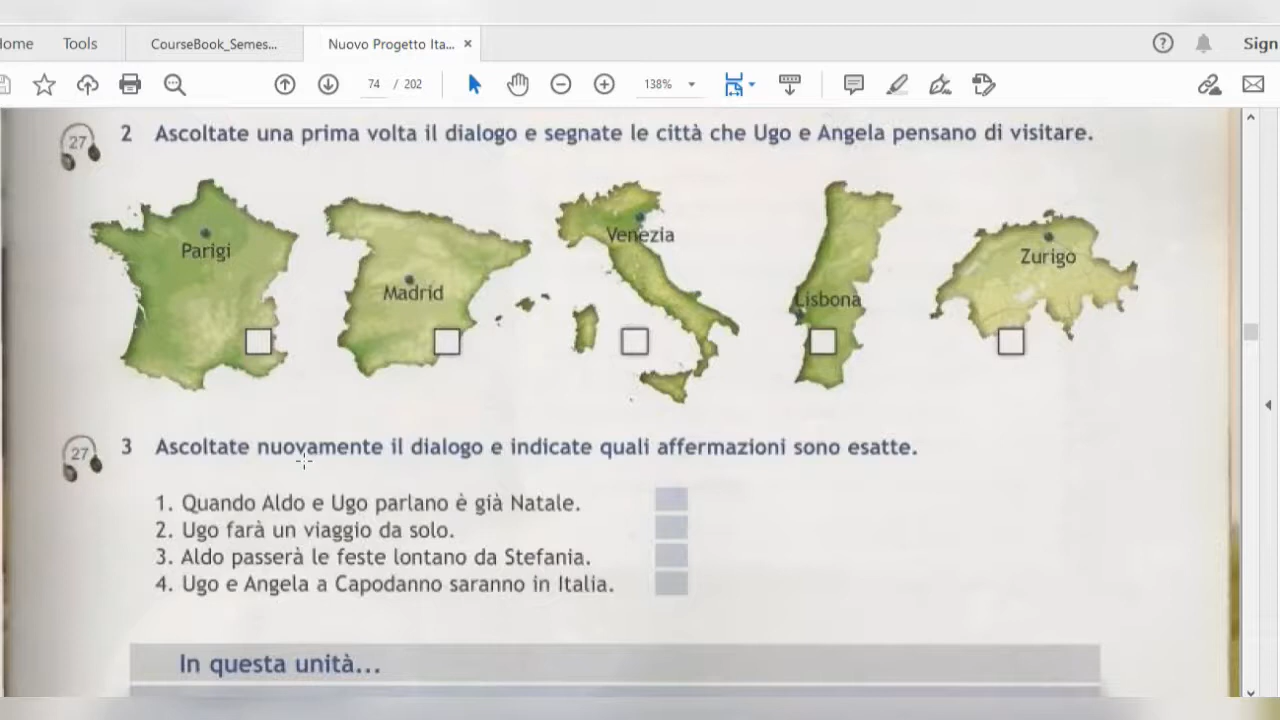 Home Tools CourseBook_Semes... Nuovo Progetto Ita... × Sign
74 / 202 138%
27 2 Ascoltate una prima volta il dialogo e segnate le città che Ugo e Angela pensano di visitare.
Parigi
Madrid
Venezia
Lisbona
Zurigo
27 3 Ascoltate nuovamente il dialogo e indicate quali affermazioni sono esatte.
1. Quando Aldo e Ugo parlano è già Natale.
2. Ugo farà un viaggio da solo.
3. Aldo passerà le feste lontano da Stefania.
4. Ugo e Angela a Capodanno saranno in Italia.
In questa unità...